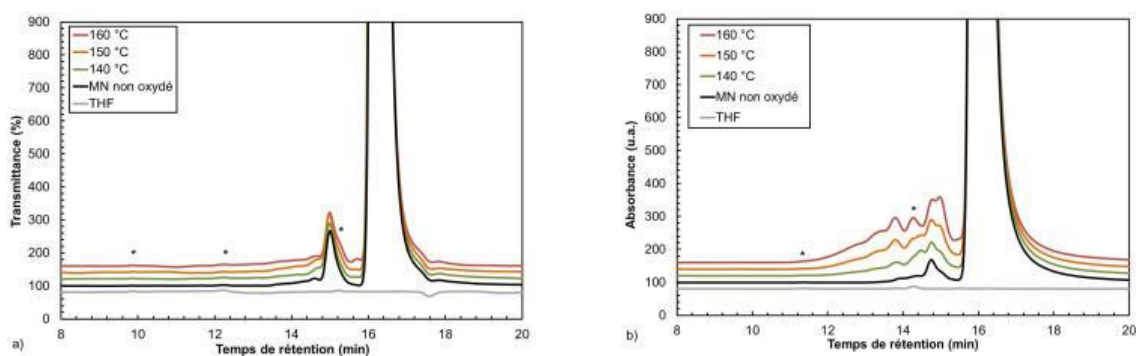 900
800
700
600
500
400
300
200
100
0
Transmittance (%)
160 °C
150 °C
140 °C
MN non oxydé
THF
*
*
*
8
10
12
14
16
18
20
Temps de rétention (min)
a)
900
800
700
600
500
400
300
200
100
0
Absorbance (u.a.)
160 °C
150 °C
140 °C
MN non oxydé
THF
*
*
8
10
12
14
16
18
20
Temps de rétention (min)
b)